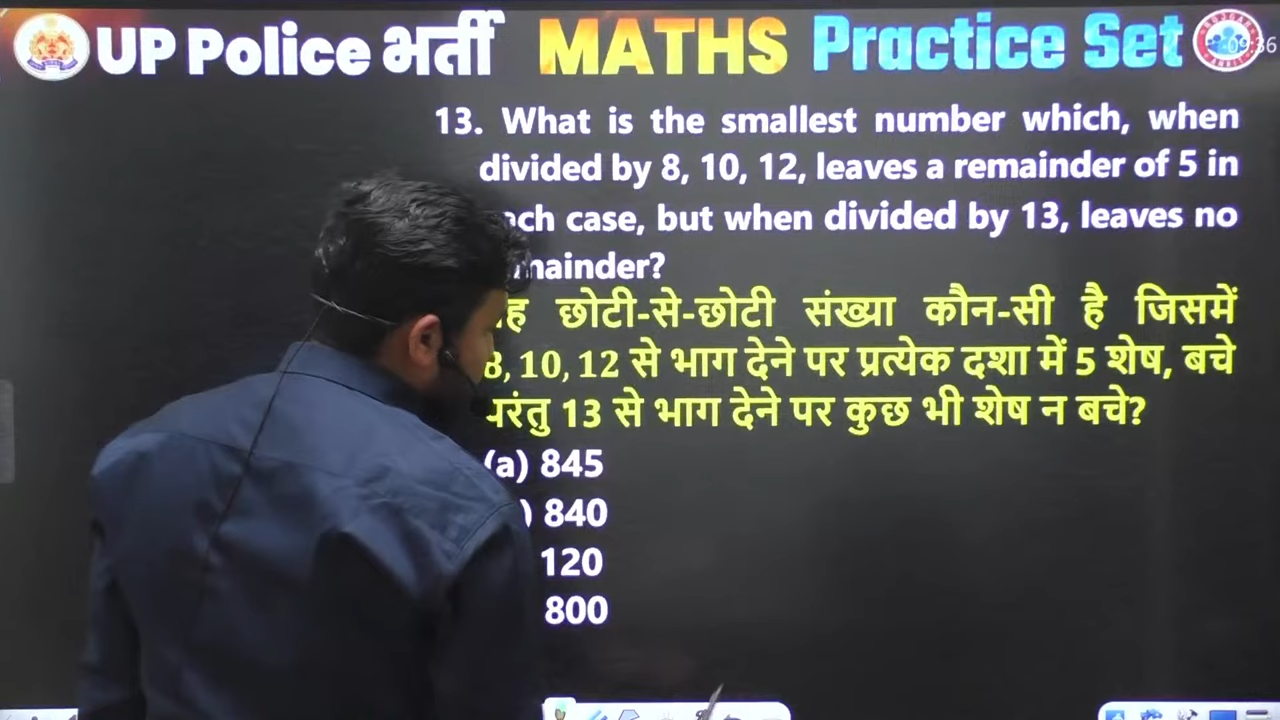 UP Police भर्ती MATHS Practice Set
09:36
13. What is the smallest number which, when
divided by 8, 10, 12, leaves a remainder of 5 in
case, but when divided by 13, leaves no
छोटी-से-छोटी संख्या कौन-सी है जिसमें
8, 10, 12 से भाग देने पर प्रत्येक दशा में 5 शेष, बचे
परंतु 13 से भाग देने पर कुछ भी शेष न बचे?
(a) 845
) 840
120
800